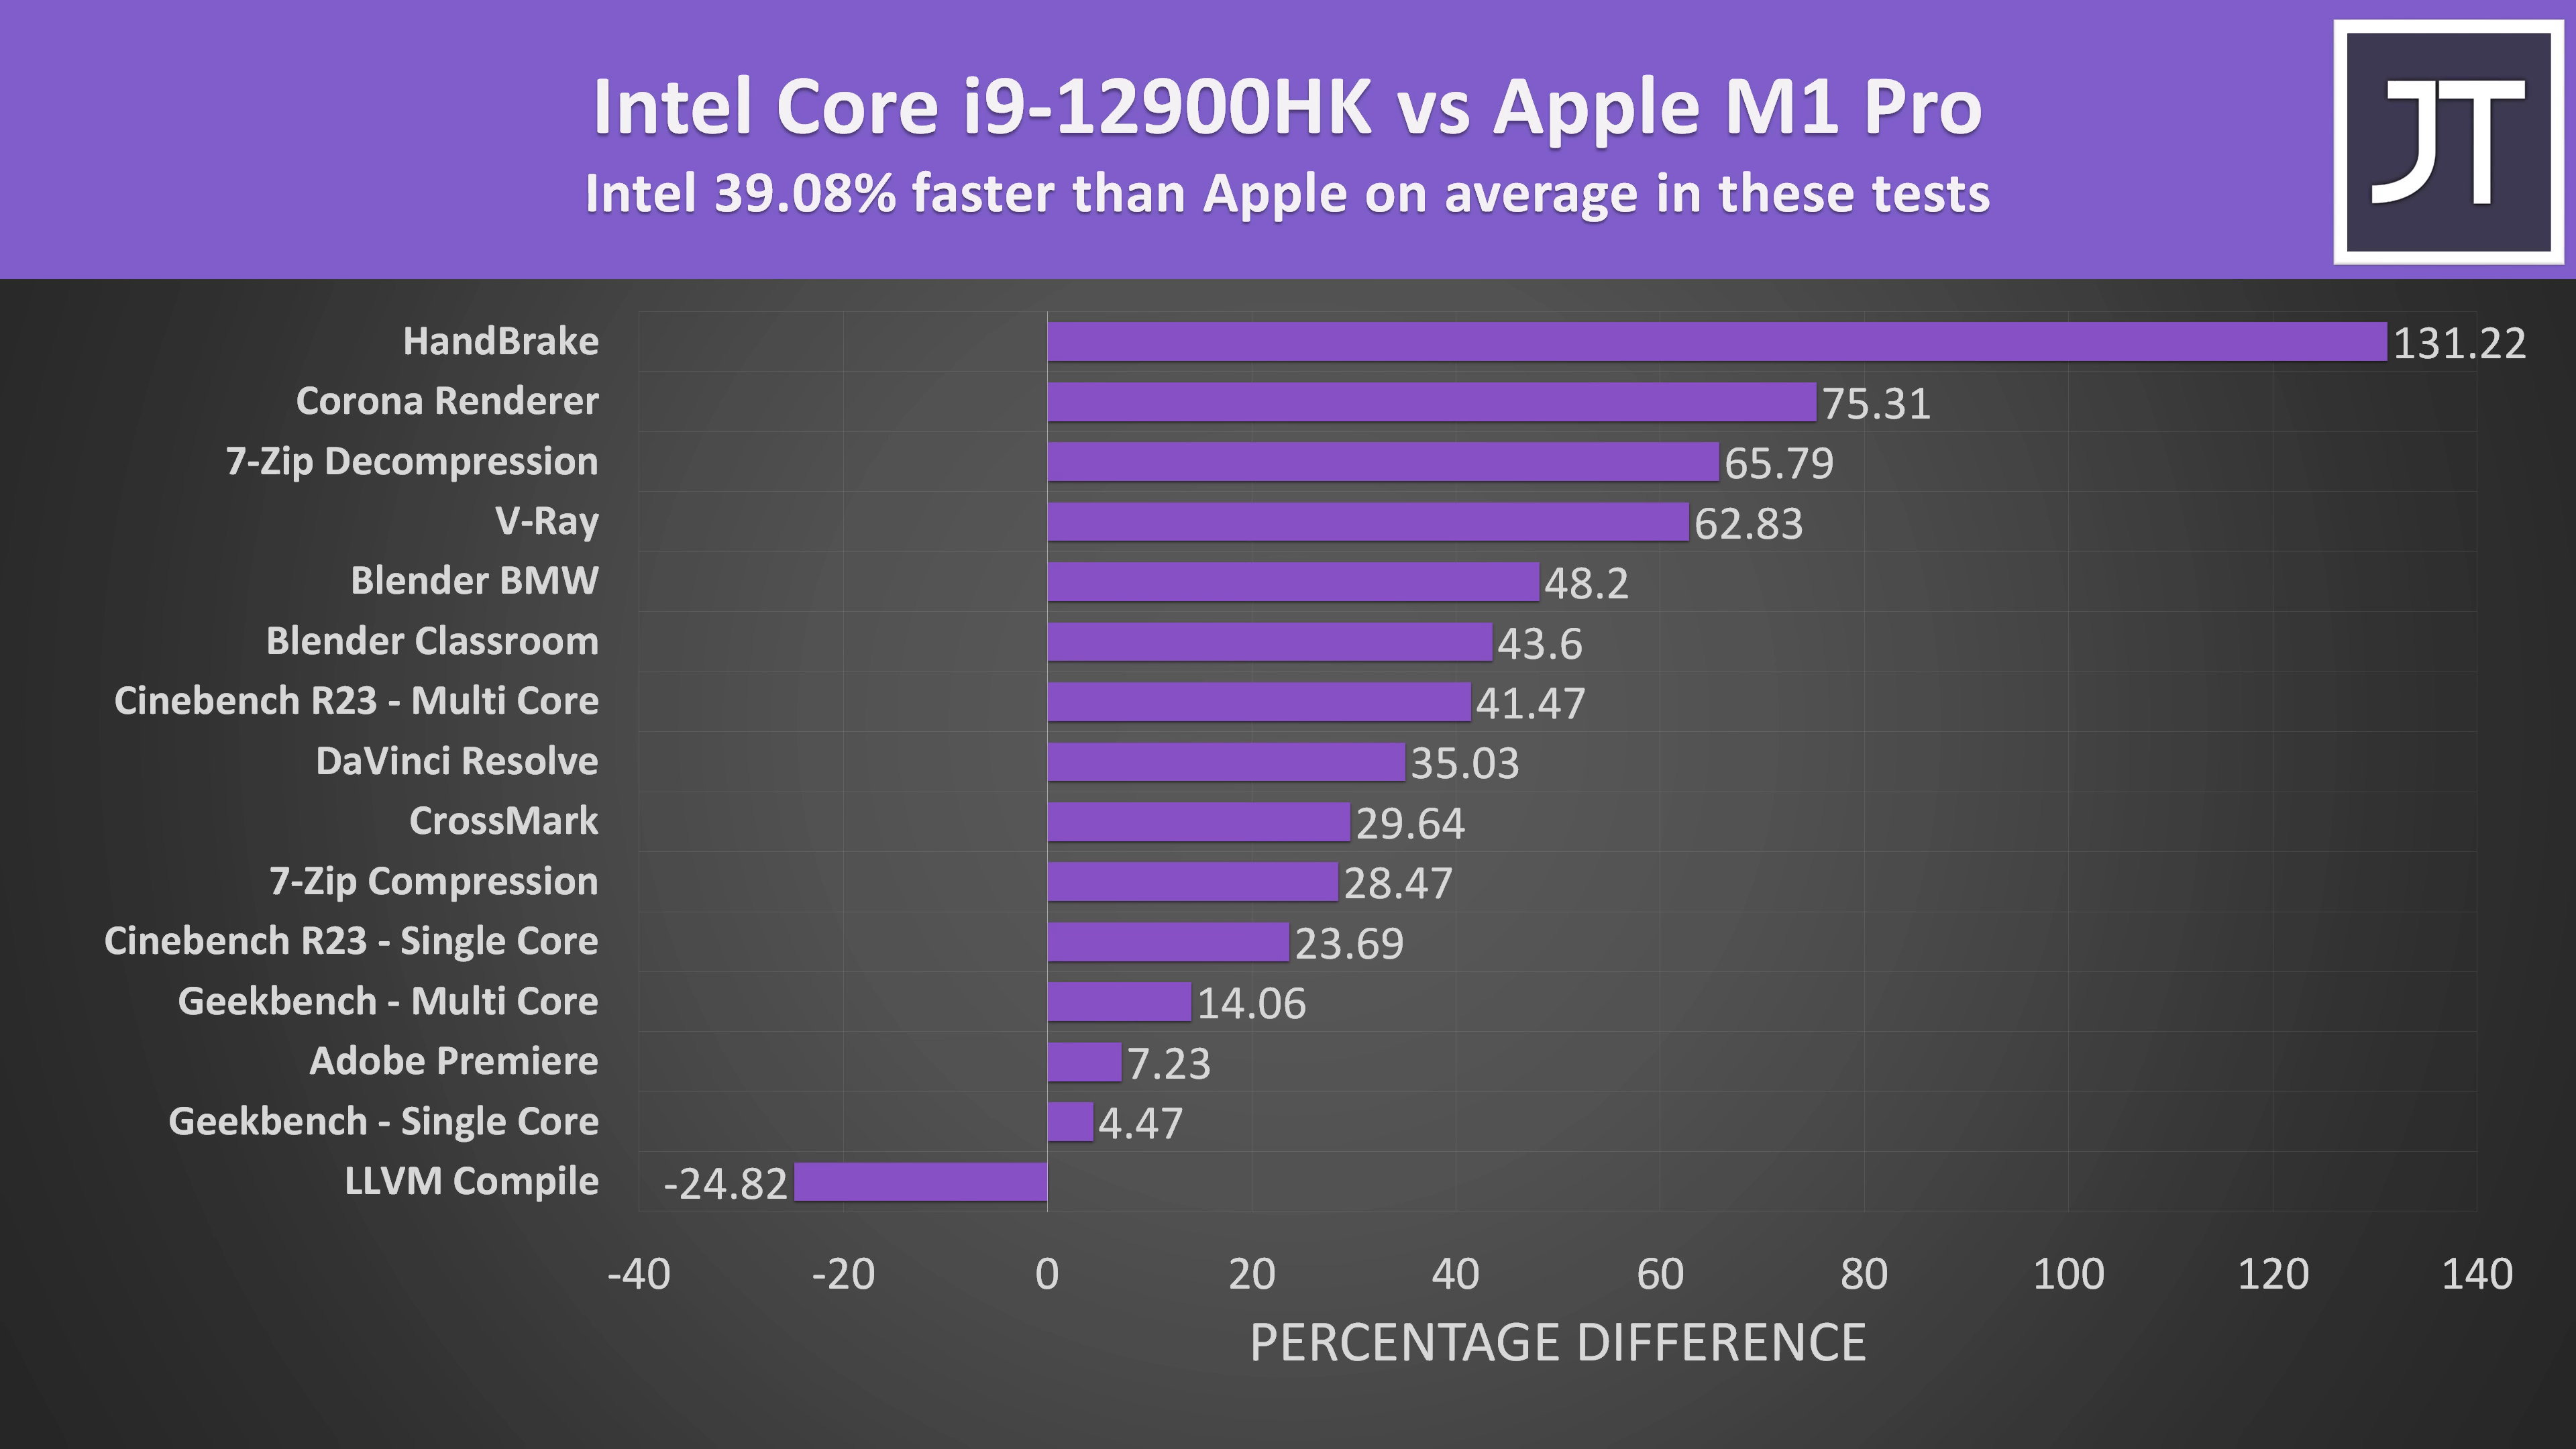 Intel Core i9-12900HK vs Apple M1 Pro
Intel 39.08% faster than Apple on average in these tests
JT
HandBrake 131.22
Corona Renderer 75.31
7-Zip Decompression 65.79
V-Ray 62.83
Blender BMW 48.2
Blender Classroom 43.6
Cinebench R23 - Multi Core 41.47
DaVinci Resolve 35.03
CrossMark 29.64
7-Zip Compression 28.47
Cinebench R23 - Single Core 23.69
Geekbench - Multi Core 14.06
Adobe Premiere 7.23
Geekbench - Single Core 4.47
LLVM Compile -24.82
-40 -20 0 20 40 60 80 100 120 140
PERCENTAGE DIFFERENCE